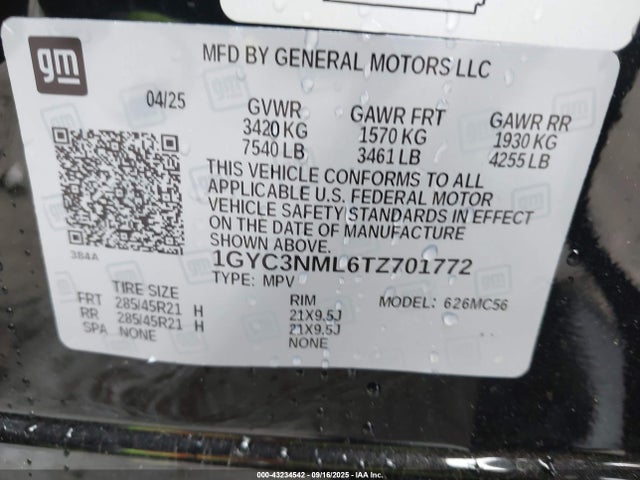 gm
MFD BY GENERAL MOTORS LLC
04/25
GVWR
3420 KG
7540 LB
GAWR FRT
1570 KG
3461 LB
GAWR RR
1930 KG
4255 LB
THIS VEHICLE CONFORMS TO ALL
APPLICABLE U.S. FEDERAL MOTOR
VEHICLE SAFETY STANDARDS IN EFFECT
ON THE DATE OF MANUFACTURE
SHOWN ABOVE.
384A
1GYC3NML6TZ701772
TYPE: MPV
MODEL: 626MC56
TIRE SIZE
RIM
FRT 285/45R21 H 21X9.5J
RR 285/45R21 H 21X9.5J
SPA NONE NONE
000-43234542 - 09/16/2025 - IAAI.COM